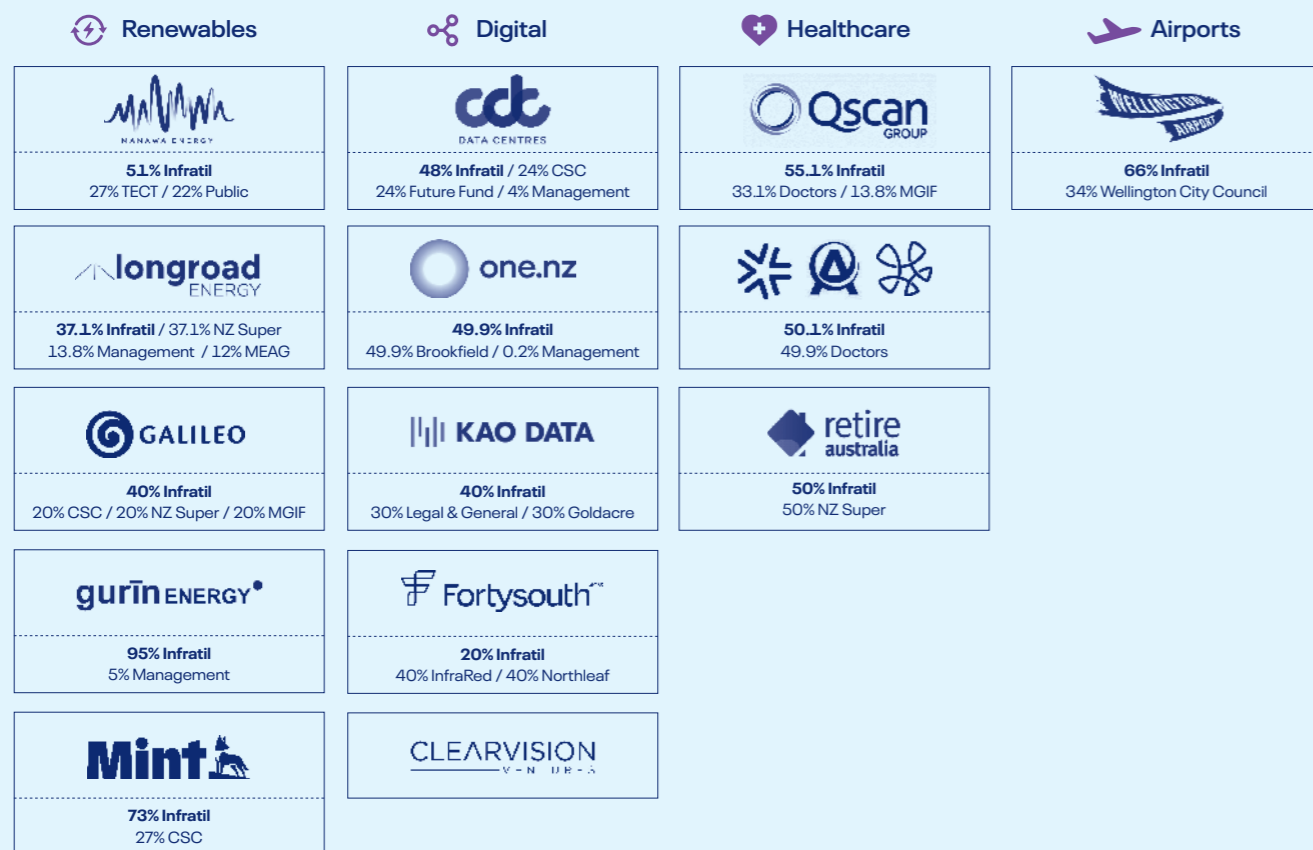 Renewables
Digital
Healthcare
Airports
MANAWA ENERGY
51% Infratil
27% TECT / 22% Public
cdc
DATA CENTRES
48% Infratil / 24% CSC
24% Future Fund / 4% Management
Qscan
GROUP
55.1% Infratil
33.1% Doctors / 13.8% MGIF
WELLINGTON
AIRPORT
66% Infratil
34% Wellington City Council
longroad
ENERGY
37.1% Infratil / 37.1% NZ Super
13.8% Management / 12% MEAG
one.nz
49.9% Infratil
49.9% Brookfield / 0.2% Management
50.1% Infratil
49.9% Doctors
GALILEO
40% Infratil
20% CSC / 20% NZ Super / 20% MGIF
KAO DATA
40% Infratil
30% Legal & General / 30% Goldacre
retire
australia
50% Infratil
50% NZ Super
gurīn ENERGY
95% Infratil
5% Management
Fortysouth
20% Infratil
40% InfraRed / 40% Northleaf
Mint
73% Infratil
27% CSC
CLEARVISION